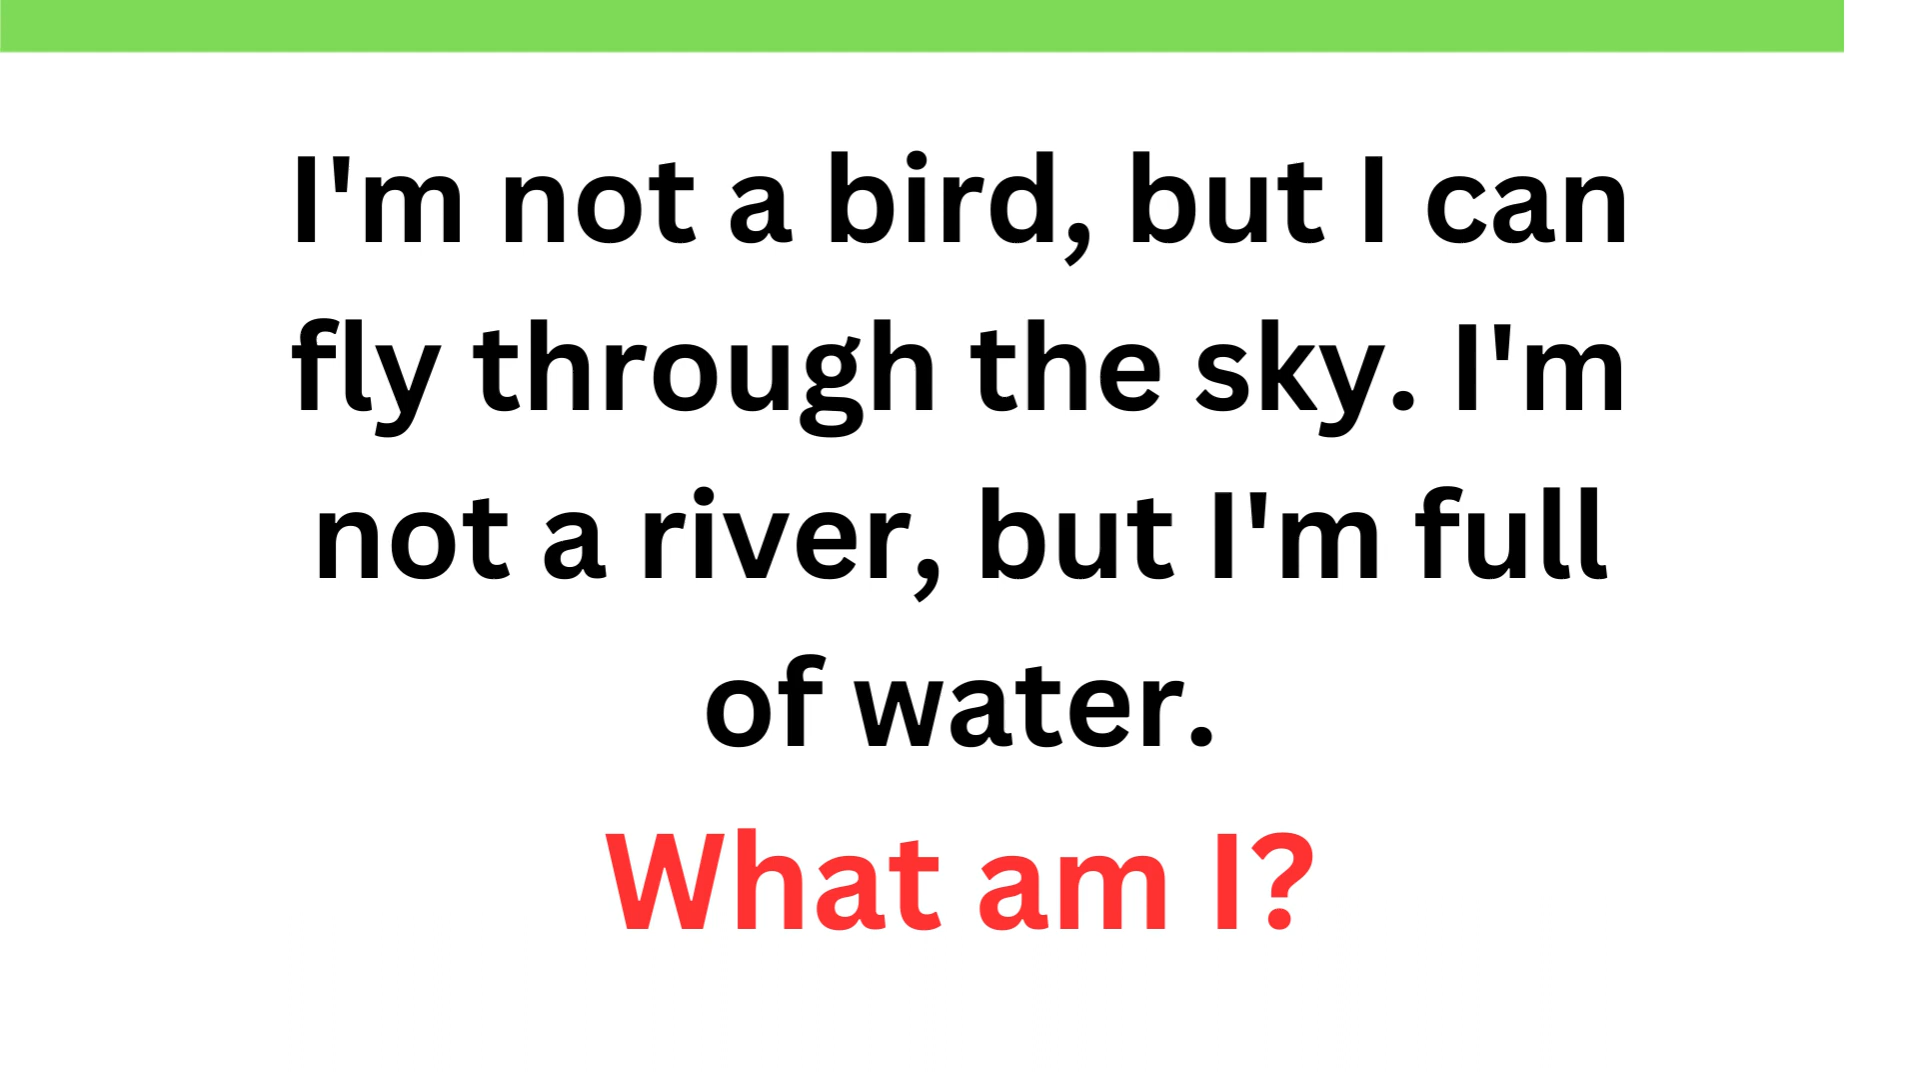 I'm not a bird, but I can
fly through the sky. I'm
not a river, but I'm full
of water.
What am I?